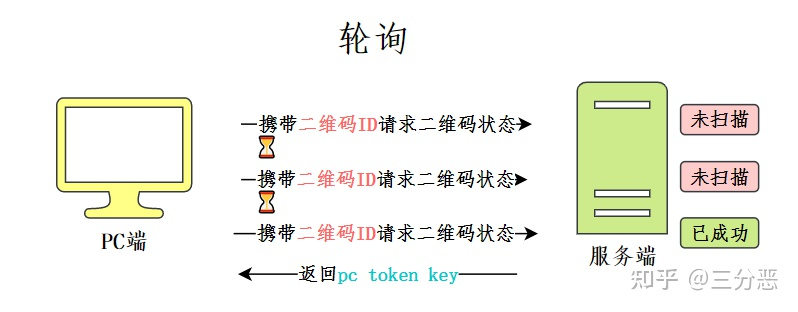 轮询
携带二维码ID请求二维码状态
未扫描
携带二维码ID请求二维码状态
未扫描
携带二维码ID请求二维码状态
已成功
PC端
服务端
返回pc token key
知乎 @三分恶